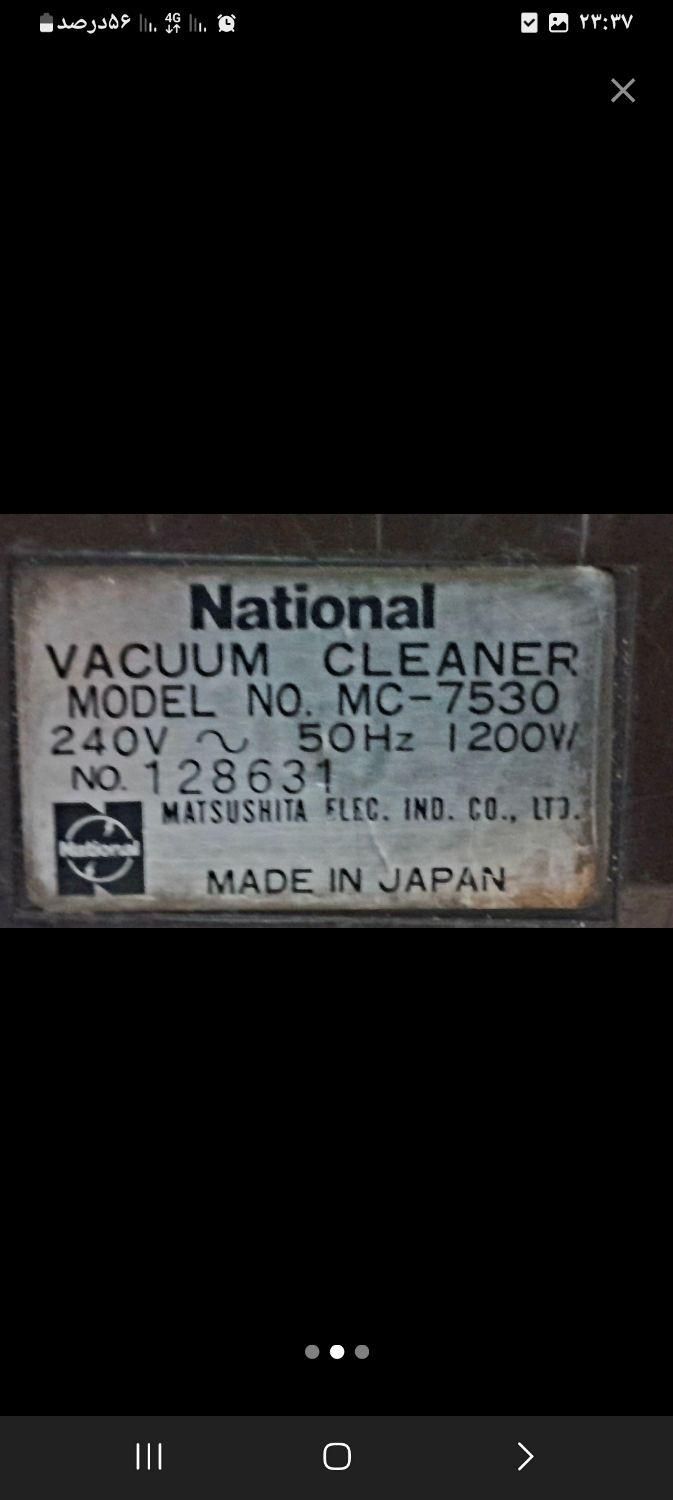 ۵۶درصد 4G ۲۳:۳۷
National
VACUUM CLEANER
MODEL NO. MC-7530
240V ~ 50Hz 1200W
NO. 128631
MATSUSHITA ELEC. IND. CO., LTD.
National
MADE IN JAPAN